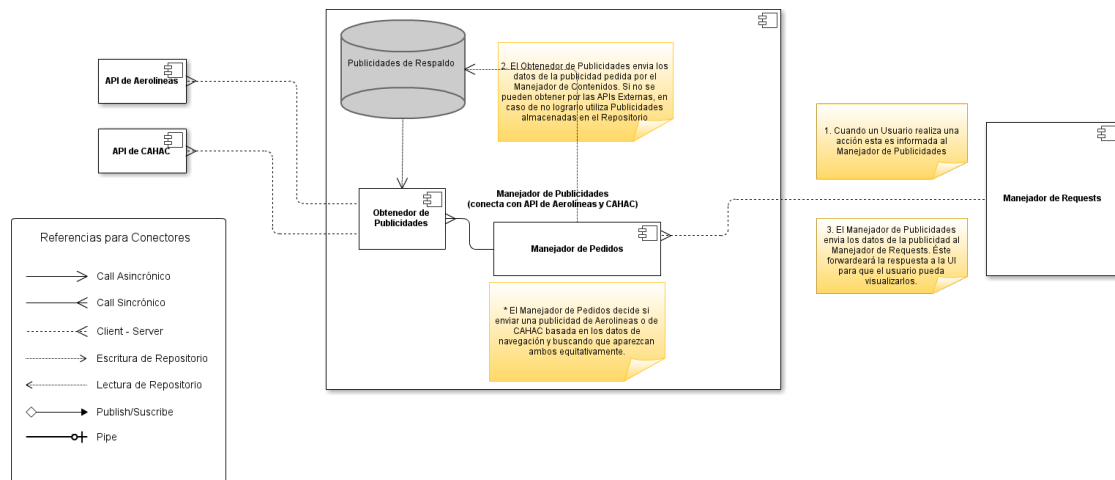 Publicidades de Respaldo
2. El Obtenedor de Publicidades envia los
datos de la publicidad pedida por el
Manejador de Contenidos. Si no se
pueden obtener por las APIs Externas, en
caso de no lograrlo utiliza Publicidades
almacenadas en el Repositorio
API de Aerolíneas
API de CAHAC
1. Cuando un Usuario realiza una
acción esta es informada al
Manejador de Publicidades
Manejador de Requests
Obtenedor de
Publicidades
Manejador de Publicidades
(conecta con API de Aerolíneas y CAHAC)
Manejador de Pedidos
3. El Manejador de Publicidades
envia los datos de la publicidad al
Manejador de Requests. Éste
forwardeará la respuesta a la UI
para que el usuario pueda
visualizarlos.
* El Manejador de Pedidos decide si
enviar una publicidad de Aerolineas o de
CAHAC basada en los datos de
navegación y buscando que aparezcan
ambos equitativamente.
Referencias para Conectores
Call Asincrónico
Call Sincrónico
Client - Server
Escritura de Repositorio
Lectura de Repositorio
Publish/Suscribe
Pipe